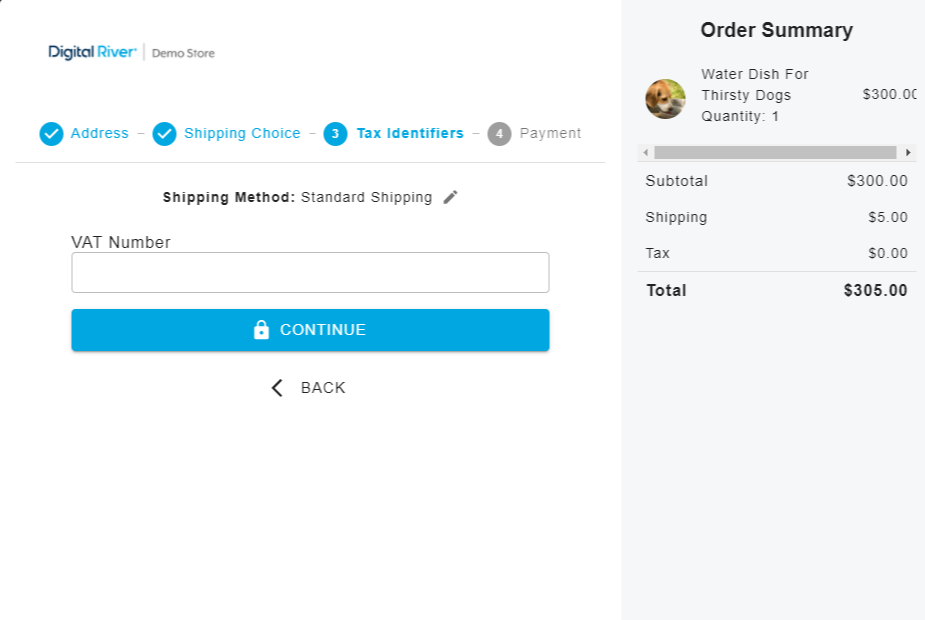 Digital River® Demo Store
Address – Shipping Choice – 3 Tax Identifiers – 4 Payment
Shipping Method: Standard Shipping
VAT Number
CONTINUE
BACK
Order Summary
Water Dish For
Thirsty Dogs
Quantity: 1
$300.00
Subtotal $300.00
Shipping $5.00
Tax $0.00
Total $305.00